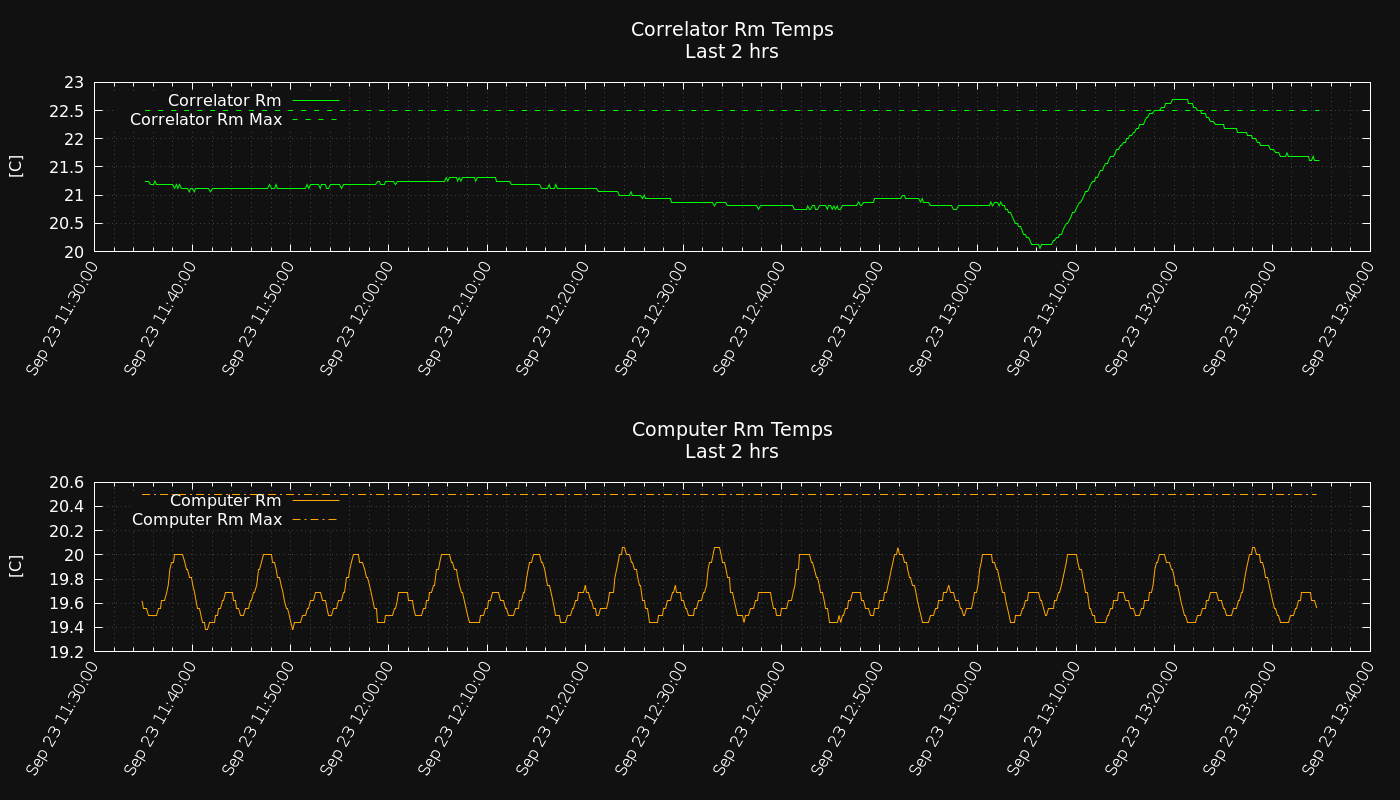 Correlator Rm Temps
Last 2 hrs
23
22.5
22
21.5
21
20.5
20
[C]
Correlator Rm
Correlator Rm Max
Sep 23 11:30:00
Sep 23 11:40:00
Sep 23 11:50:00
Sep 23 12:00:00
Sep 23 12:10:00
Sep 23 12:20:00
Sep 23 12:30:00
Sep 23 12:40:00
Sep 23 12:50:00
Sep 23 13:00:00
Sep 23 13:10:00
Sep 23 13:20:00
Sep 23 13:30:00
Sep 23 13:40:00
Computer Rm Temps
Last 2 hrs
20.6
20.4
20.2
20
19.8
19.6
19.4
19.2
[C]
Computer Rm
Computer Rm Max
Sep 23 11:30:00
Sep 23 11:40:00
Sep 23 11:50:00
Sep 23 12:00:00
Sep 23 12:10:00
Sep 23 12:20:00
Sep 23 12:30:00
Sep 23 12:40:00
Sep 23 12:50:00
Sep 23 13:00:00
Sep 23 13:10:00
Sep 23 13:20:00
Sep 23 13:30:00
Sep 23 13:40:00